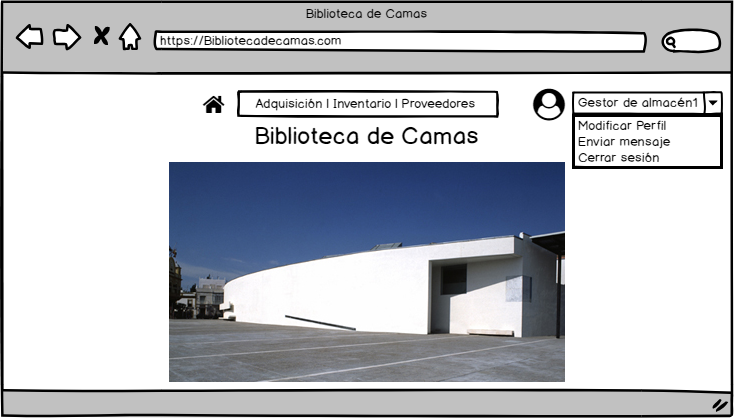 Biblioteca de Camas
https://Bibliotecadecamas.com
Adquisición | Inventario | Proveedores
Gestor de almacén1
Modificar Perfil
Enviar mensaje
Cerrar sesión
Biblioteca de Camas